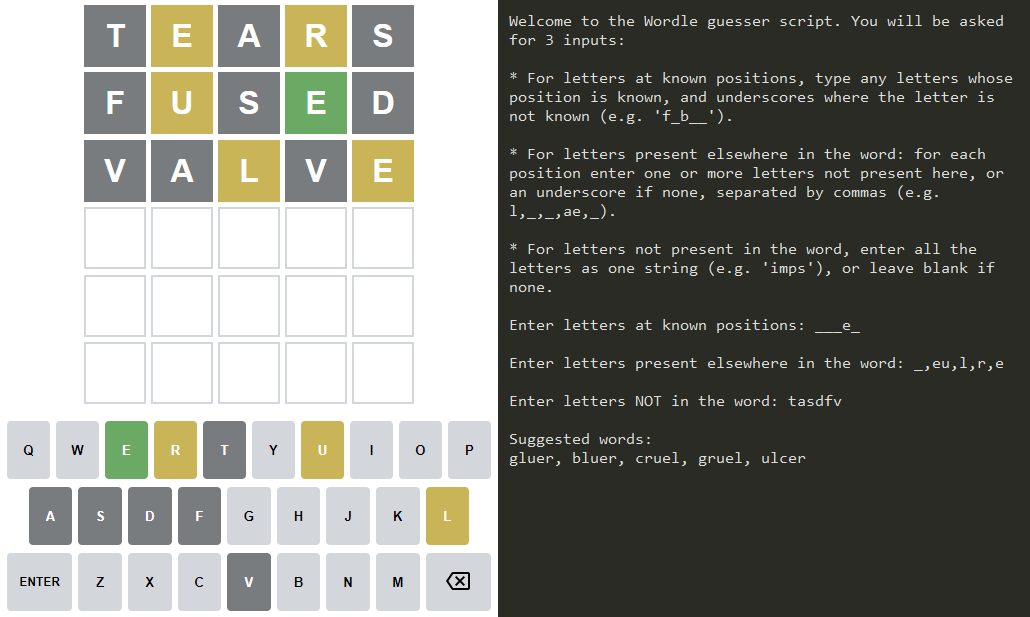 T E A R S
F U S E D
V A L V E
Q W E R T Y U I O P
A S D F G H J K L
ENTER Z X C V B N M
Welcome to the Wordle guesser script. You will be asked
for 3 inputs:
* For letters at known positions, type any letters whose
position is known, and underscores where the letter is
not known (e.g. 'f_b__').
* For letters present elsewhere in the word: for each
position enter one or more letters not present here, or
an underscore if none, separated by commas (e.g.
l,_,_,ae,_).
* For letters not present in the word, enter all the
letters as one string (e.g. 'imps'), or leave blank if
none.
Enter letters at known positions: ___e_
Enter letters present elsewhere in the word: _,eu,l,r,e
Enter letters NOT in the word: tasdfv
Suggested words:
gluer, bluer, cruel, gruel, ulcer